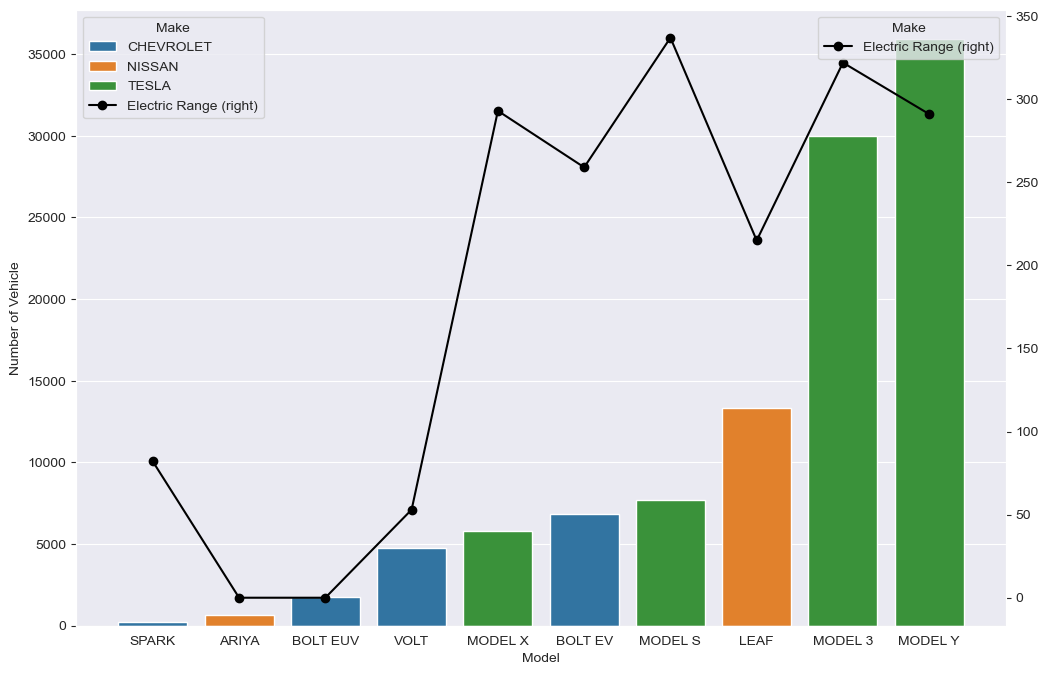 Make
CHEVROLET
NISSAN
TESLA
Electric Range (right)
Make
Electric Range (right)
Number of Vehicle
35000
30000
25000
20000
15000
10000
5000
0
350
300
250
200
150
100
50
0
SPARK ARIYA BOLT EUV VOLT MODEL X BOLT EV MODEL S LEAF MODEL 3 MODEL Y
Model